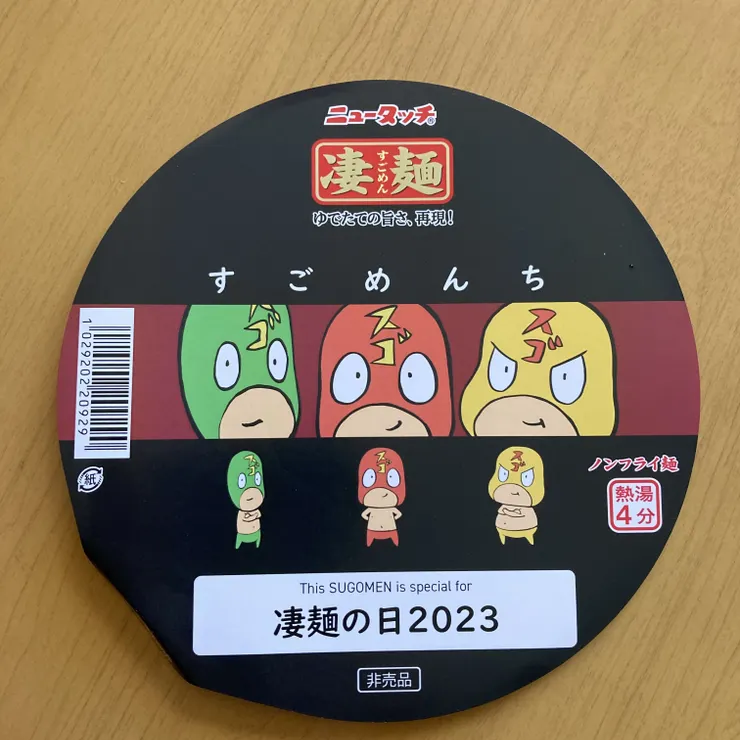 ニュータッチ®
凄麺
すごめん
ゆでたての旨さ、再現!
すごめんち
スゴ スゴ スゴ
1029202220929
スゴ スゴ スゴ
紙
ノンフライ麺
熱湯
4分
This SUGOMEN is special for
凄麺の日2023
非売品